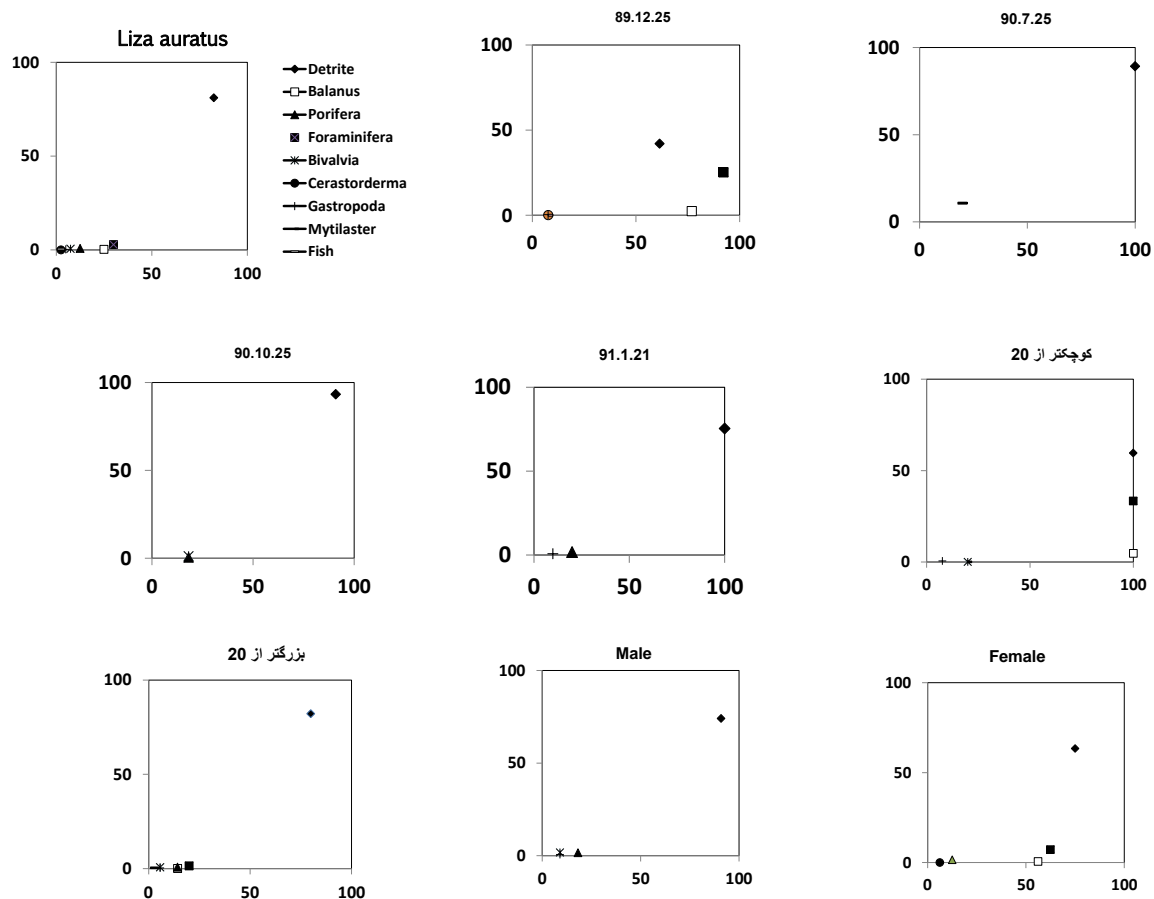 Liza auratus
100
50
0
0 50 100
Detrite
Balanus
Porifera
Foraminifera
Bivalvia
Cerastorderma
Gastropoda
Mytilaster
Fish
89.12.25
100
50
0
0 50 100
90.7.25
100
50
0
0 50 100
90.10.25
100
50
0
0 50 100
91.1.21
100
50
0
0 50 100
کوچکتر از 20
100
50
0
0 50 100
بزرگتر از 20
100
50
0
0 50 100
Male
100
50
0
0 50 100
Female
100
50
0
0 50 100